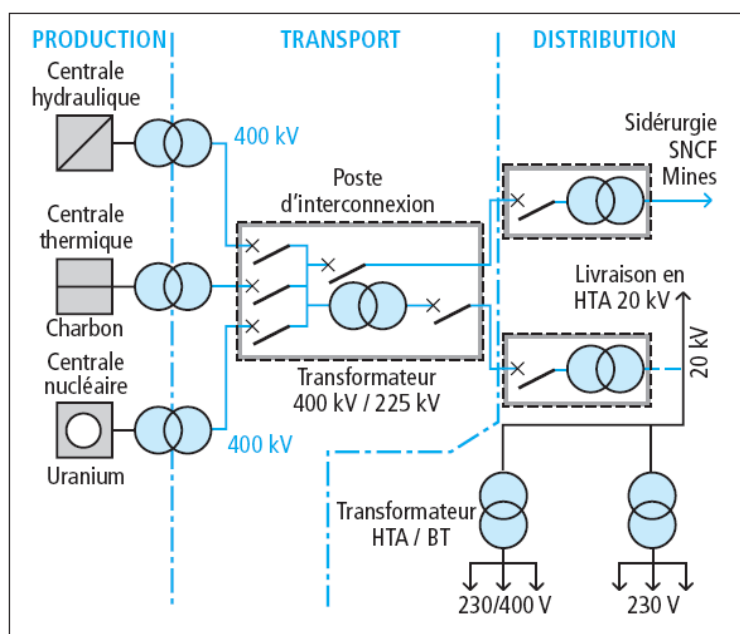 PRODUCTION
TRANSPORT
DISTRIBUTION
Centrale
hydraulique
400 kV
Sidérurgie
SNCF
Mines
Poste
d'interconnexion
Centrale
thermique
Charbon
Livraison en
HTA 20 kV
20 kV
Centrale
nucléaire
Uranium
400 kV
Transformateur
400 kV / 225 kV
Transformateur
HTA / BT
230/400 V
230 V